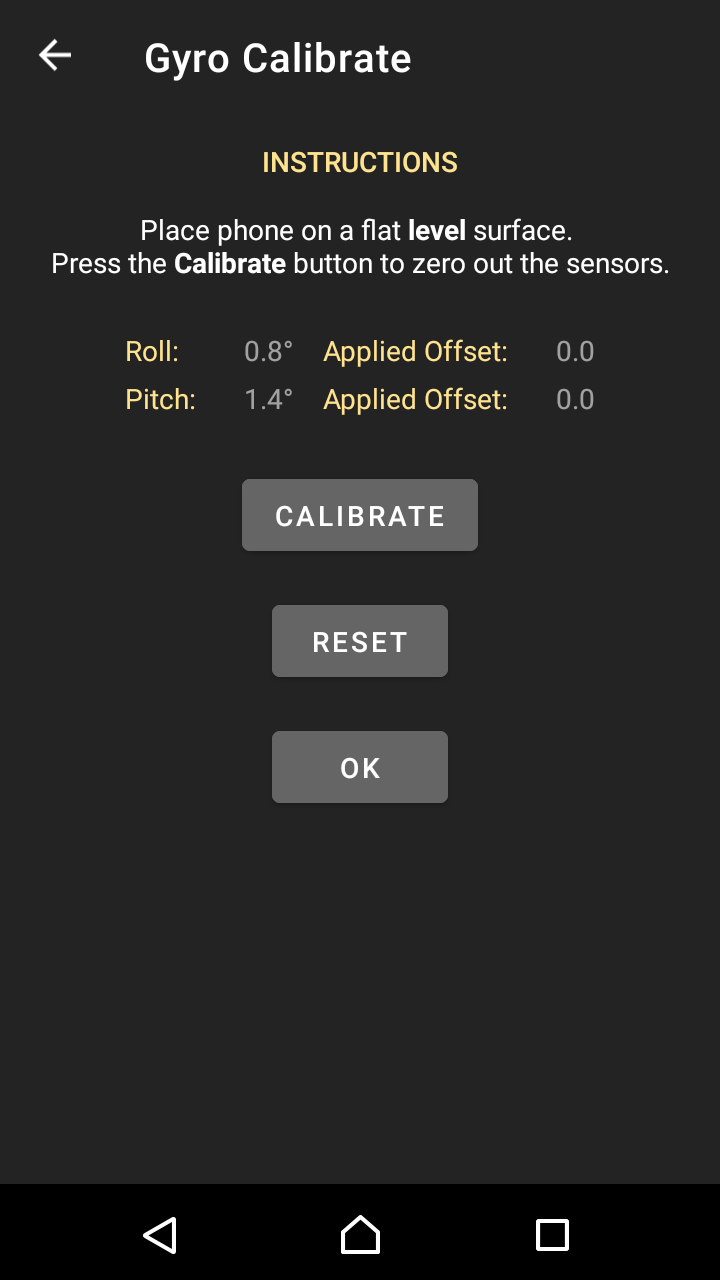 Gyro Calibrate
INSTRUCTIONS
Place phone on a flat level surface.
Press the Calibrate button to zero out the sensors.
Roll: 0.8° Applied Offset: 0.0
Pitch: 1.4° Applied Offset: 0.0
CALIBRATE
RESET
OK